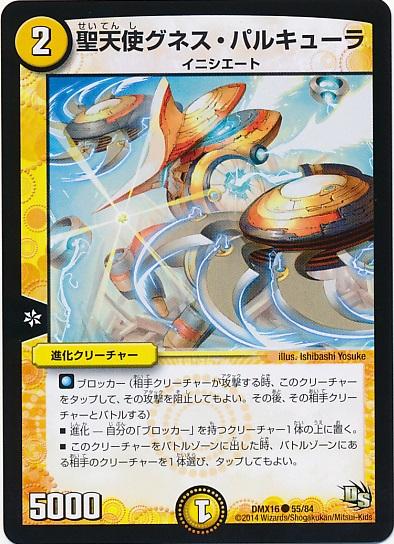 2
せいてんし
聖天使グネス・パルキューラ
イニシエート
進化クリーチャー
illus. Ishibashi Yosuke
ブロッカー(相手クリーチャーが攻撃する時、このクリーチャー
をタップして、その攻撃を阻止してもよい。その後、その相手クリー
チャーとバトルする)
■ 進化—自分の「ブロッカー」を持つクリーチャー1体の上に置く。
■ このクリーチャーをバトルゾーンに出した時、バトルゾーンにあ
る相手のクリーチャーを1体選び、タップしてもよい。
5000
1
DS
DMX16 ● 55/84
©2014 Wizards/Shogakukan/Mitsui-Kids